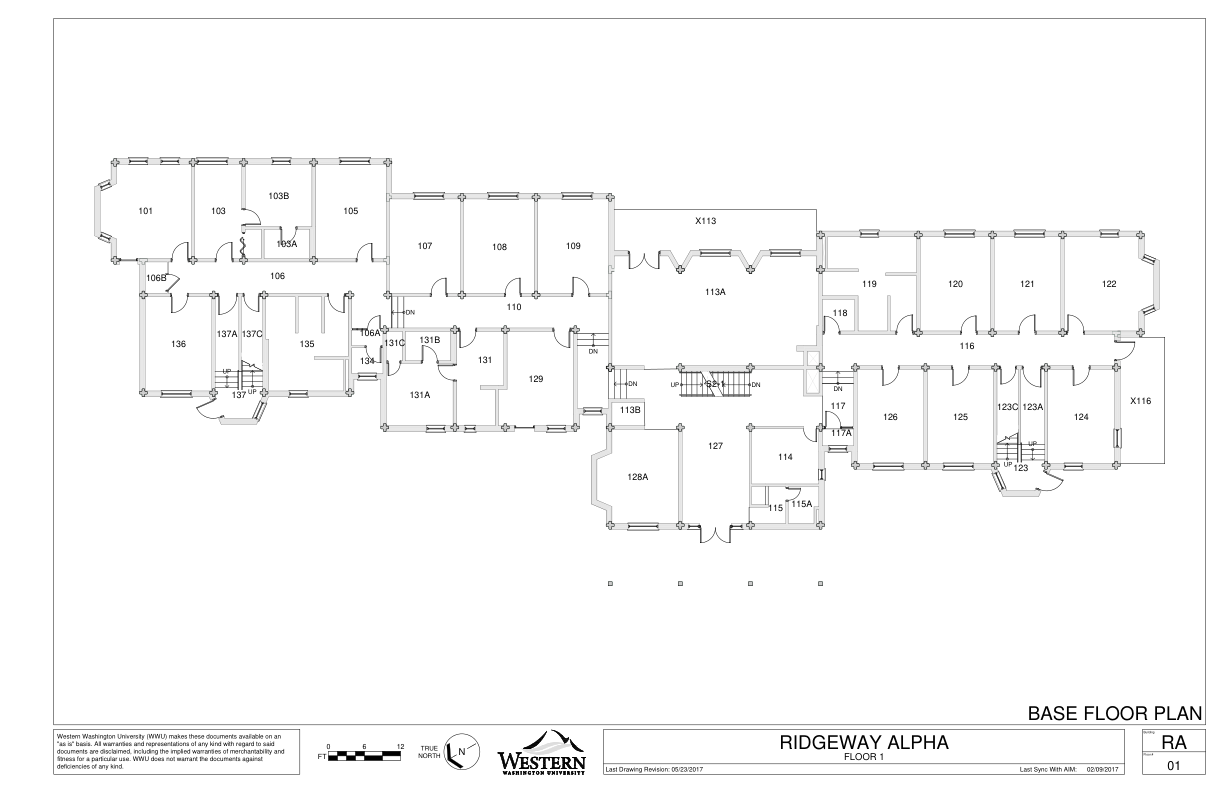 103B
101
103
105
X113
103A
107
108
109
106B
106
119
120
121
122
113A
110
DN
118
106A
131C
131B
137A
137C
136
135
116
DN
134
131
UP
UP
137
129
131A
DN
UP
S2-1
DN
DN
113B
117
117A
126
125
123C
123A
124
X116
127
114
UP
UP
123
128A
115
115A
BASE FLOOR PLAN
Western Washington University (WWU) makes these documents available on an
"as is" basis. All warranties and representations of any kind with regard to said
documents are disclaimed, including the implied warranties of merchantability and
fitness for a particular use. WWU does not warrant the documents against
deficiencies of any kind.
0 6 12
FT
TRUE
NORTH
N
WESTERN
WASHINGTON UNIVERSITY
RIDGEWAY ALPHA
FLOOR 1
Last Drawing Revision: 05/23/2017
Last Sync With AIM: 02/09/2017
RA
01